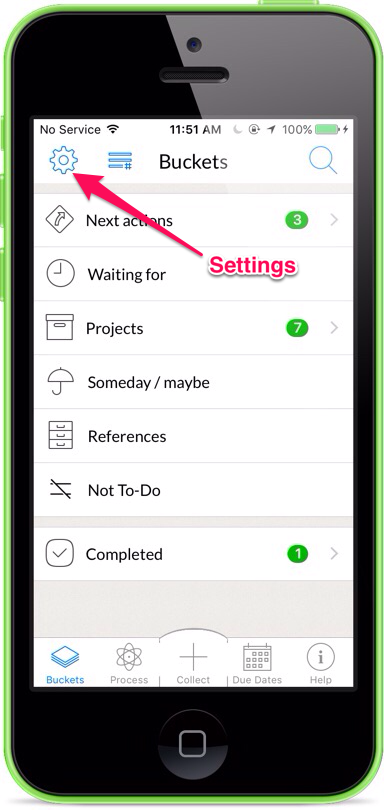 No Service 11:51 AM 100%
Buckets
Next actions 3
Settings
Waiting for
Projects 7
Someday / maybe
References
Not To-Do
Completed 1
Buckets Process Collect Due Dates Help